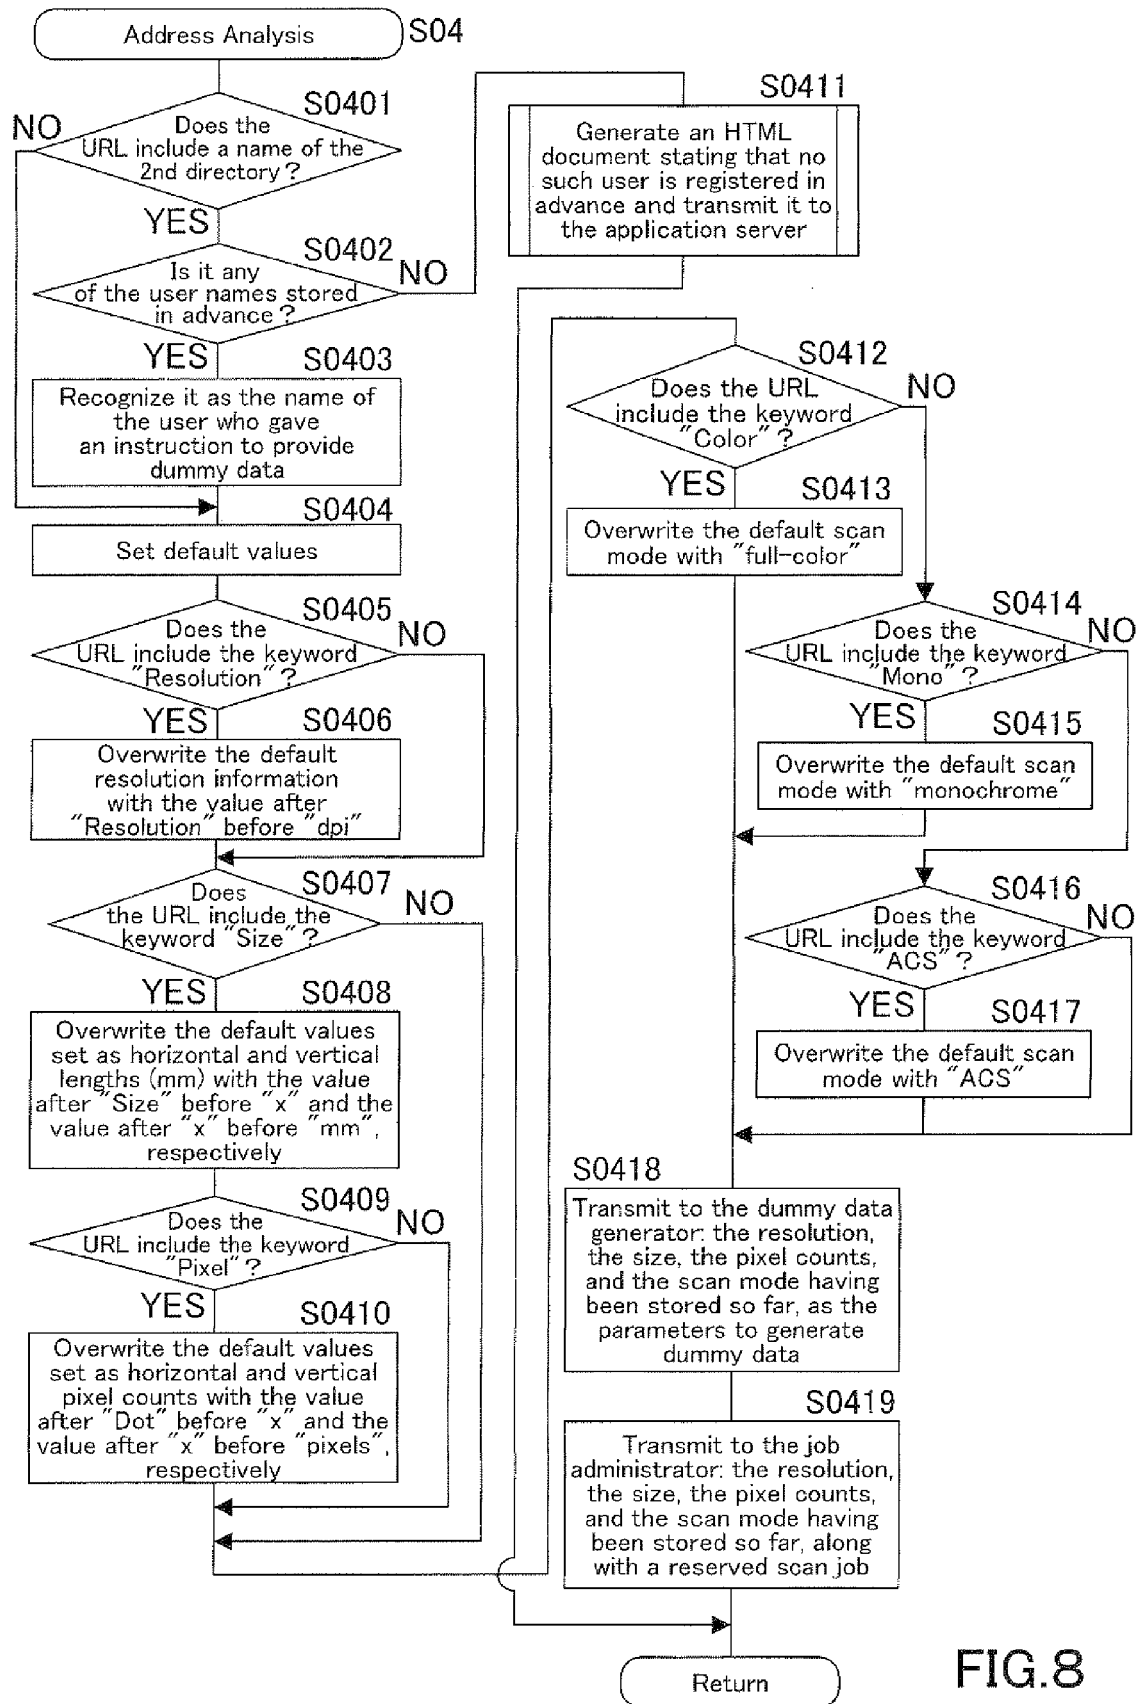 Address Analysis
S04
S0401
NO
Does the
URL include a name of the
2nd directory?
YES
S0402
NO
Is it any
of the user names stored
in advance?
YES
S0403
Recognize it as the name of
the user who gave
an instruction to provide
dummy data
S0404
Set default values
S0405
NO
Does the
URL include the keyword
"Resolution"?
YES
S0406
Overwrite the default
resolution information
with the value after
"Resolution" before "dpi"
S0407
NO
Does
the URL include the
keyword "Size"?
YES
S0408
Overwrite the default values
set as horizontal and vertical
lengths (mm) with the value
after "Size" before "x" and the
value after "x" before "mm",
respectively
S0409
NO
Does the
URL include the keyword
"Pixel"?
YES
S0410
Overwrite the default values
set as horizontal and vertical
pixel counts with the value
after "Dot" before "x" and the
value after "x" before "pixels",
respectively
S0411
Generate an HTML
document stating that no
such user is registered in
advance and transmit it to
the application server
S0412
NO
Does the URL
include the keyword
"Color"?
YES
S0413
Overwrite the default scan
mode with "full-color"
S0414
NO
Does the
URL include the keyword
"Mono"?
YES
S0415
Overwrite the default scan
mode with "monochrome"
S0416
NO
Does the
URL include the keyword
"ACS"?
YES
S0417
Overwrite the default scan
mode with "ACS"
S0418
Transmit to the dummy data
generator: the resolution,
the size, the pixel counts,
and the scan mode having
been stored so far, as the
parameters to generate
dummy data
S0419
Transmit to the job
administrator: the resolution,
the size, the pixel counts,
and the scan mode having
been stored so far, along
with a reserved scan job
Return
FIG.8